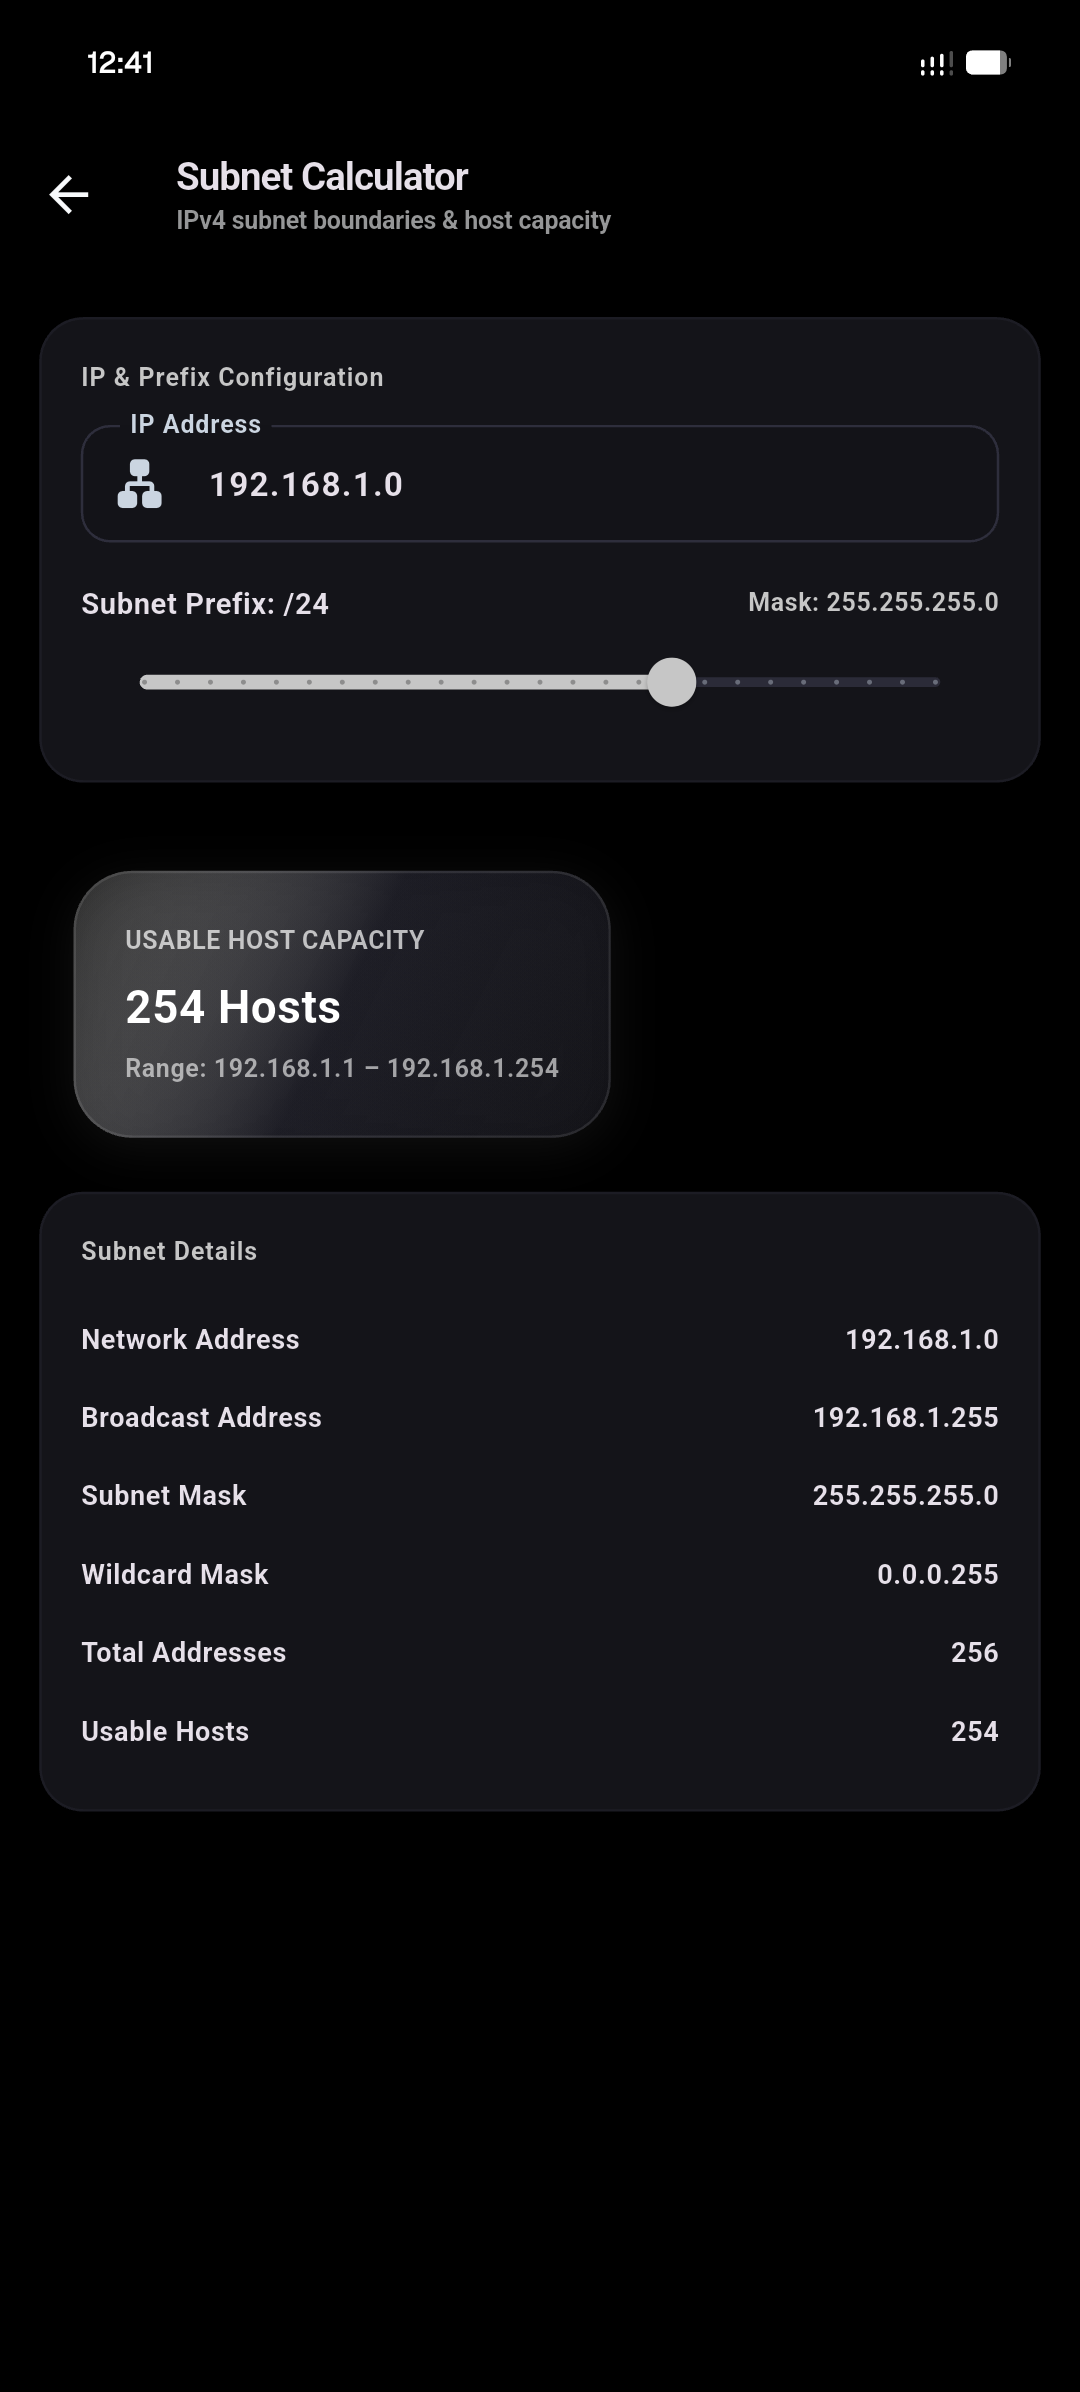 12:41
Subnet Calculator
IPv4 subnet boundaries & host capacity
IP & Prefix Configuration
IP Address
192.168.1.0
Subnet Prefix: /24
Mask: 255.255.255.0
USABLE HOST CAPACITY
254 Hosts
Range: 192.168.1.1 – 192.168.1.254
Subnet Details
Network Address 192.168.1.0
Broadcast Address 192.168.1.255
Subnet Mask 255.255.255.0
Wildcard Mask 0.0.0.255
Total Addresses 256
Usable Hosts 254